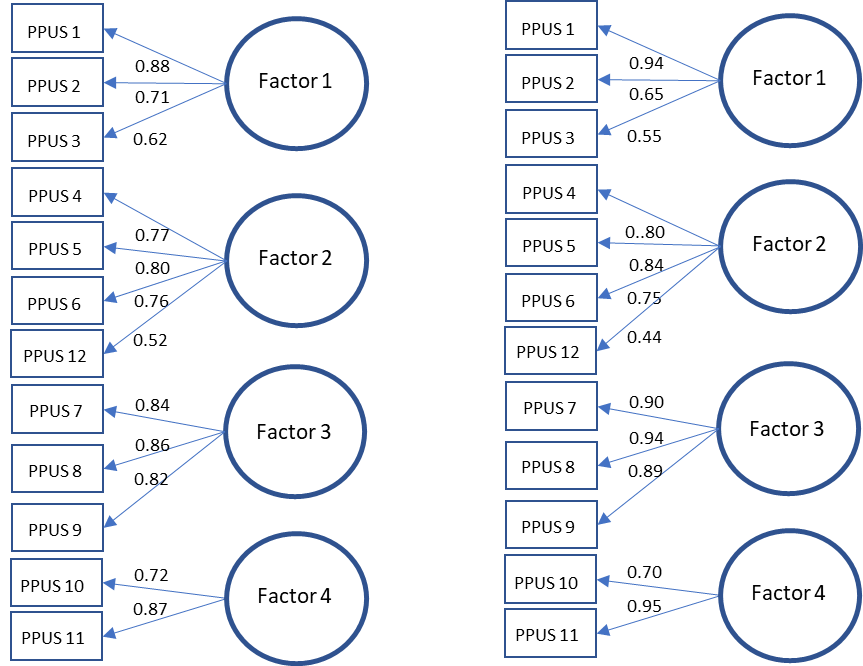 PPUS 1
0.88
PPUS 2
0.71
PPUS 3
0.62
Factor 1
PPUS 4
0.77
PPUS 5
0.80
PPUS 6
0.76
PPUS 12
0.52
Factor 2
PPUS 7
0.84
PPUS 8
0.86
0.82
PPUS 9
Factor 3
PPUS 10
0.72
PPUS 11
0.87
Factor 4
PPUS 1
0.94
PPUS 2
0.65
PPUS 3
0.55
Factor 1
PPUS 4
0..80
PPUS 5
0.84
PPUS 6
0.75
PPUS 12
0.44
Factor 2
PPUS 7
0.90
PPUS 8
0.94
0.89
PPUS 9
Factor 3
PPUS 10
0.70
PPUS 11
0.95
Factor 4